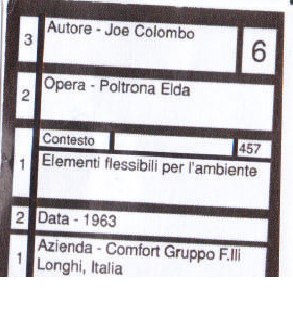 3 Autore - Joe Colombo 6
2 Opera - Poltrona Elda
Contesto 457
1 Elementi flessibili per l'ambiente
2 Data - 1963
1 Azienda - Comfort Gruppo F.lli
Longhi, Italia